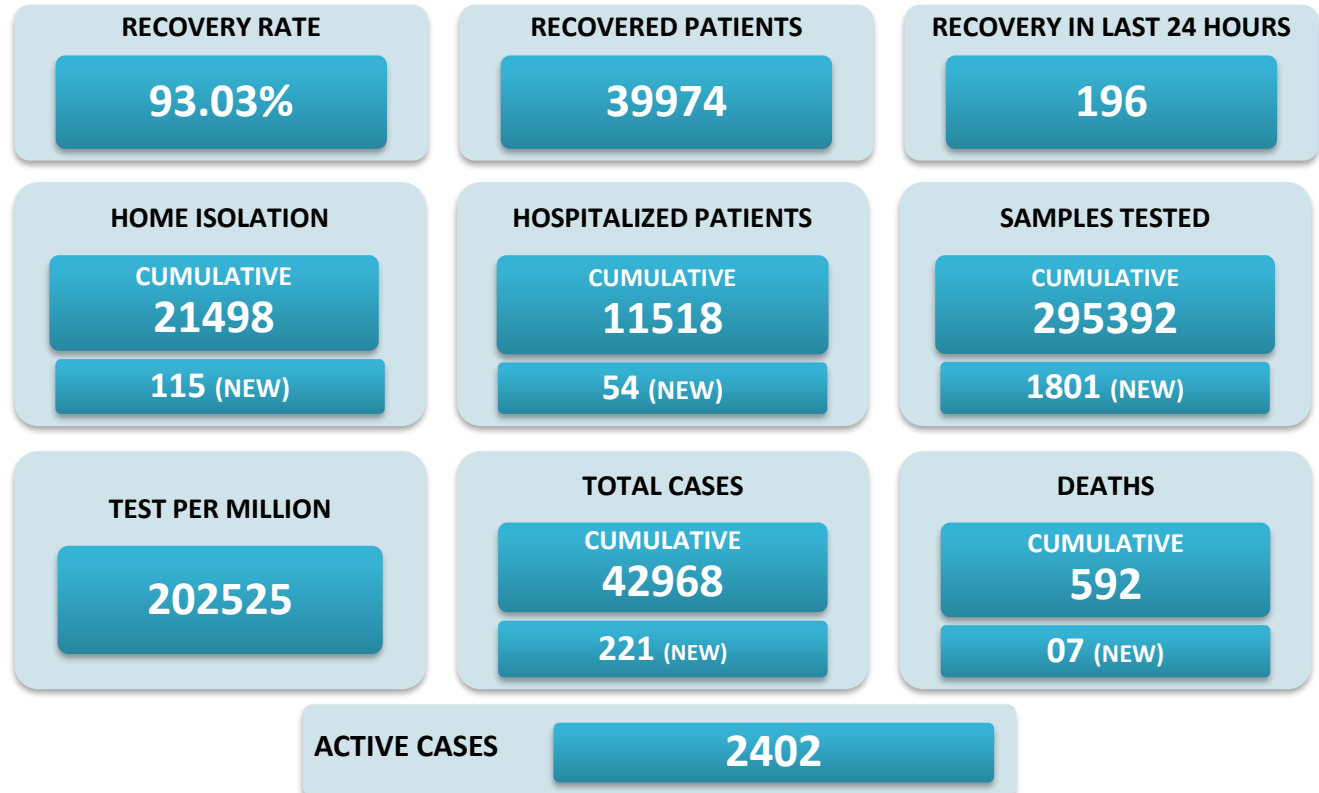 RECOVERY RATE
93.03%
RECOVERED PATIENTS
39974
RECOVERY IN LAST 24 HOURS
196
HOME ISOLATION
CUMULATIVE
21498
115 (NEW)
HOSPITALIZED PATIENTS
CUMULATIVE
11518
54 (NEW)
SAMPLES TESTED
CUMULATIVE
295392
1801 (NEW)
TEST PER MILLION
202525
TOTAL CASES
CUMULATIVE
42968
221 (NEW)
DEATHS
CUMULATIVE
592
07 (NEW)
ACTIVE CASES
2402